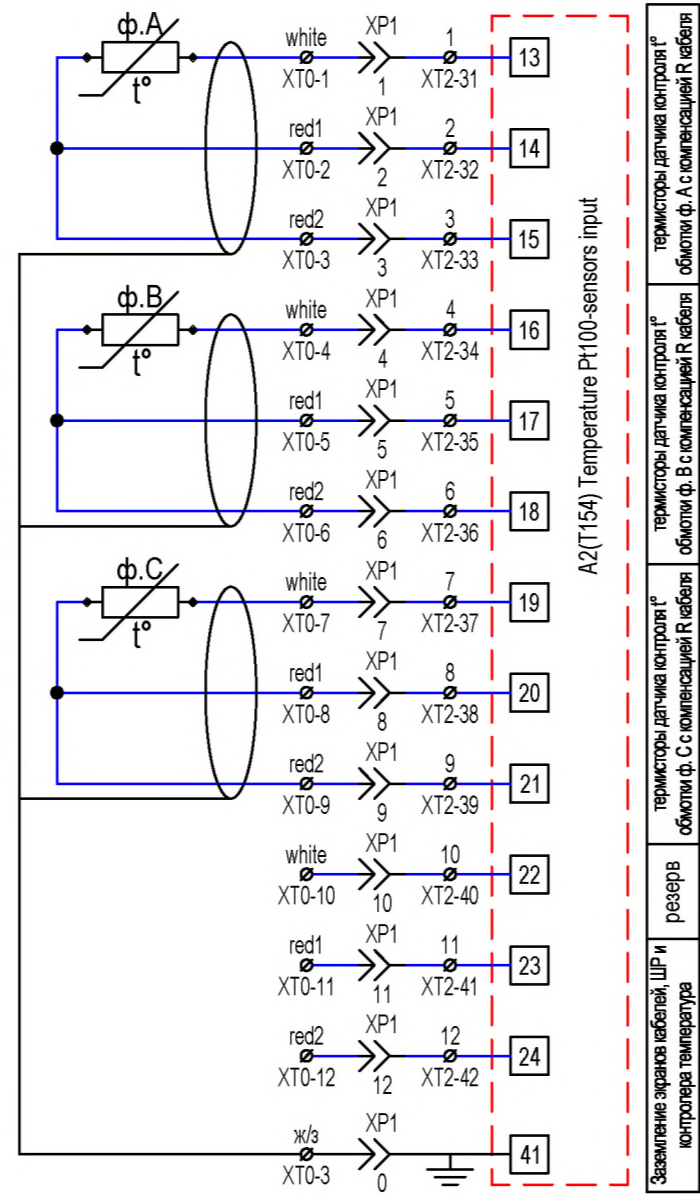 ф.A
t°
white XP1 1
XT0-1 1 XT2-31
13
red1 XP1 2
XT0-2 2 XT2-32
14
red2 XP1 3
XT0-3 3 XT2-33
15
ф.B
t°
white XP1 4
XT0-4 4 XT2-34
16
red1 XP1 5
XT0-5 5 XT2-35
17
red2 XP1 6
XT0-6 6 XT2-36
18
ф.C
t°
white XP1 7
XT0-7 7 XT2-37
19
red1 XP1 8
XT0-8 8 XT2-38
20
red2 XP1 9
XT0-9 9 XT2-39
21
white XP1 10
XT0-10 10 XT2-40
22
red1 XP1 11
XT0-11 11 XT2-41
23
red2 XP1 12
XT0-12 12 XT2-42
24
ж/з XP1
XT0-3 0
41
A2(T154) Temperature Pt100-sensors input
термисторы датчика контроля t°
обмотки ф. А с компенсацией R кабеля
термисторы датчика контроля t°
обмотки ф. В с компенсацией R кабеля
термисторы датчика контроля t°
обмотки ф. С с компенсацией R кабеля
резерв
Заземление экранов кабелей, ШР и
контролера температура